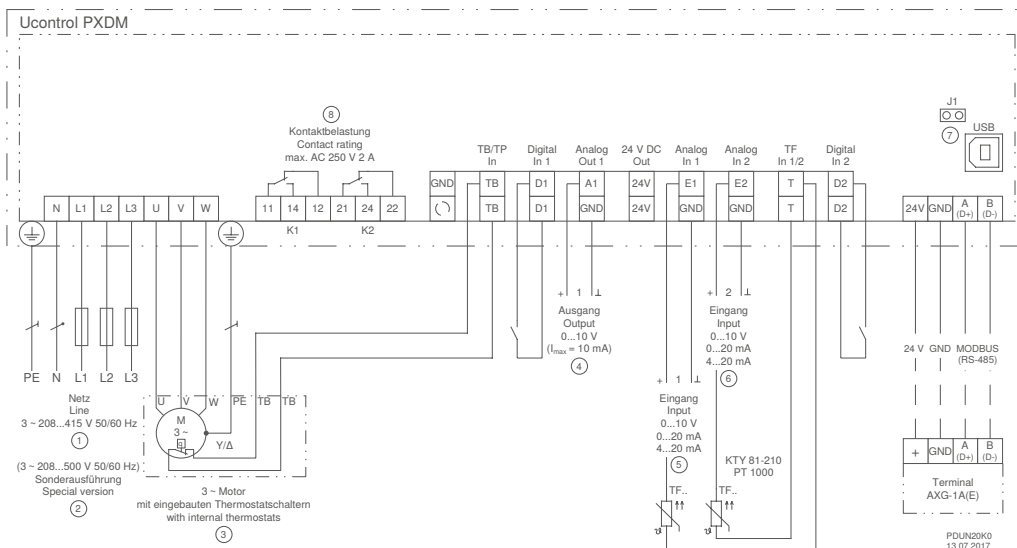 Ucontrol PXDM
8
Kontaktbelastung
Contact rating
max. AC 250 V 2 A
J1
7
USB
TB/TP In
Digital In 1
Analog Out 1
24 V DC Out
Analog In 1
Analog In 2
TF In 1/2
Digital In 2
GND TB D1 A1 24V E1 E2 T D2
N L1 L2 L3 U V W
11 14 12 21 24 22
TB D1 GND 24V GND GND T D2
24V GND A (D+) B (D-)
K1 K2
+ 1 ⊥
Ausgang
Output
0...10 V
(Imax = 10 mA)
4
+ 2 ⊥
Eingang
Input
0...10 V
0...20 mA
4...20 mA
6
24 V GND MODBUS
(RS-485)
PE N L1 L2 L3
Netz
Line
3 ~ 208...415 V 50/60 Hz
1
(3 ~ 208...500 V 50/60 Hz)
Sonderausführung
Special version
2
U V W PE TB TB
M
3 ~
Y/Δ
3 ~ Motor
mit eingebauten Thermostatschaltern
with internal thermostats
3
+ 1 ⊥
Eingang
Input
0...10 V
0...20 mA
4...20 mA
5
KTY 81-210
PT 1000
TF..
ϑ
TF..
ϑ
+ GND A (D+) B (D-)
Terminal
AXG-1A(E)
PDUN20K0
13.07.2017